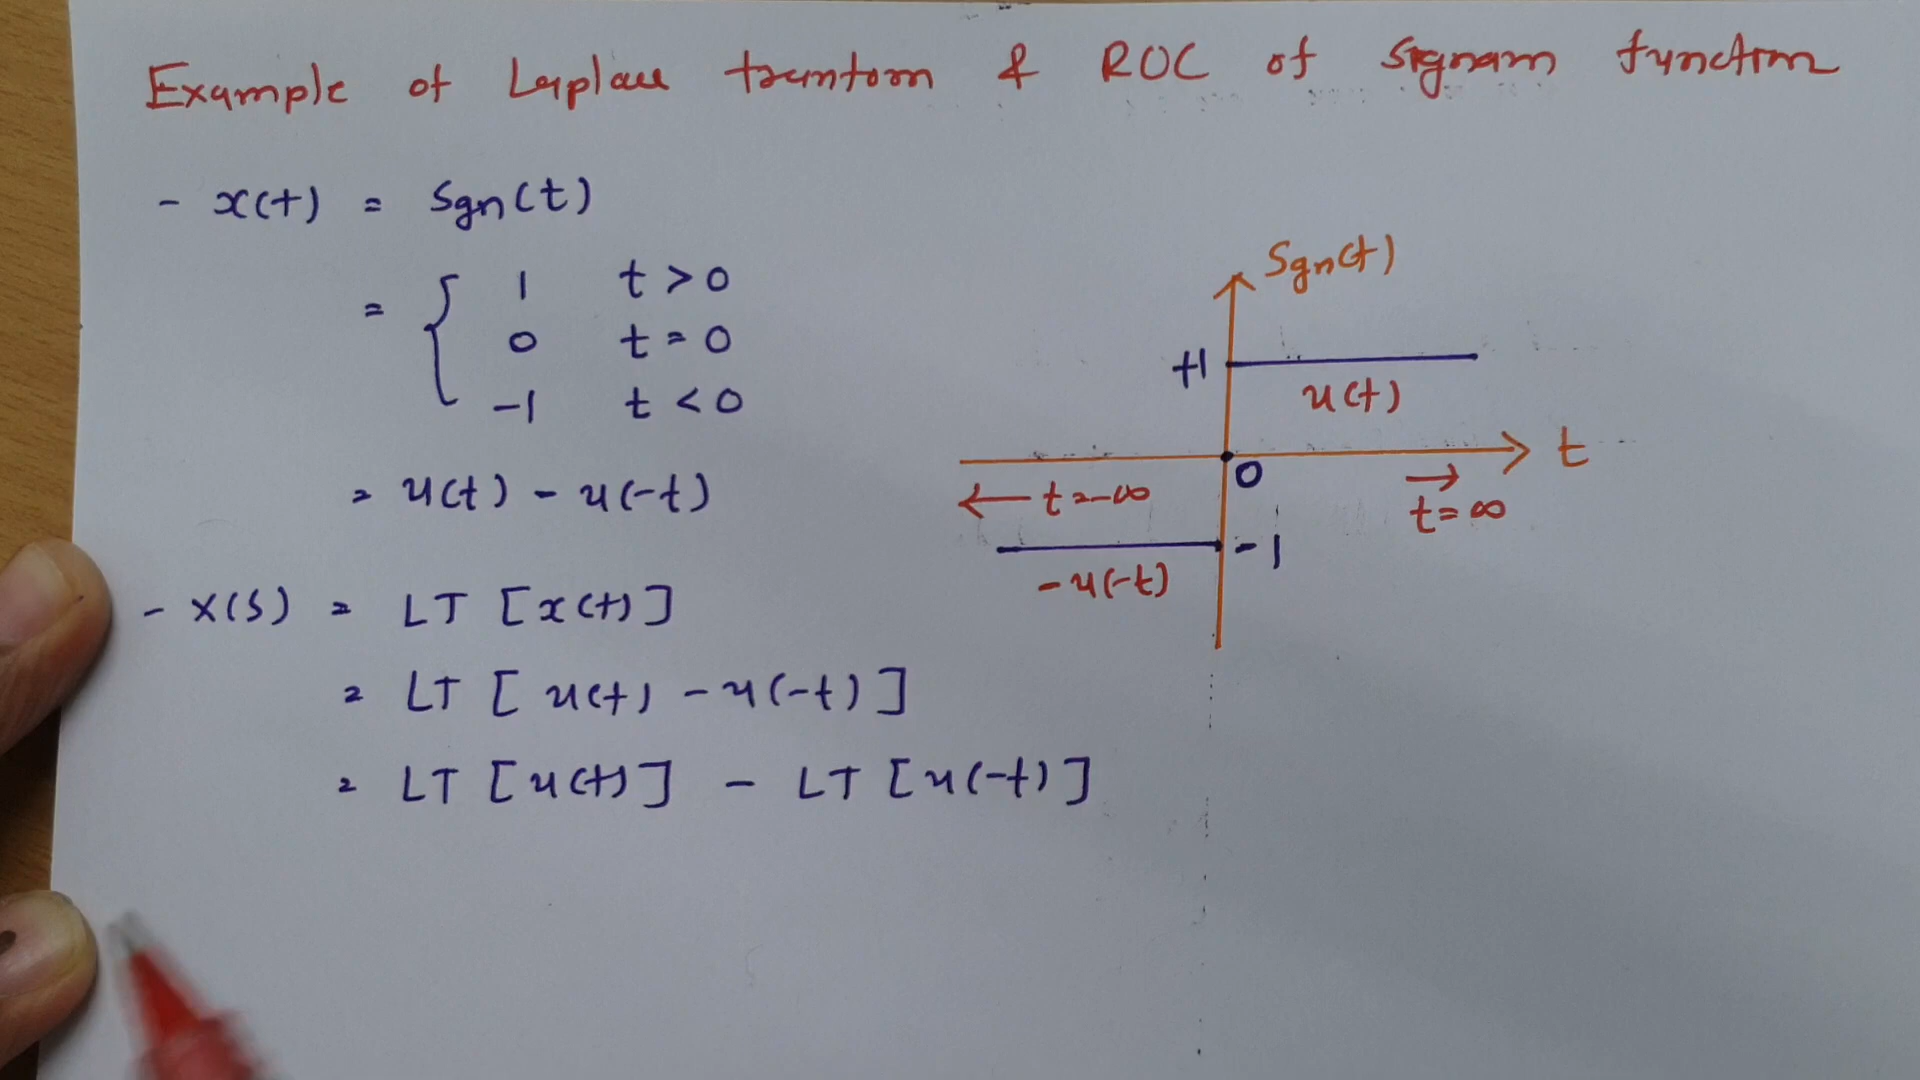 Example of Laplace transform & ROC of signam function
- x(t) = Sgn(t)
= { 1 t > 0
0 t = 0
-1 t < 0
= u(t) - u(-t)
- X(s) = LT [x(t)]
= LT [u(t) - u(-t)]
= LT [u(t)] - LT [u(-t)]
Sgn(t)
+1
u(t)
t
0
← t = -∞
→
t = ∞
-1
-u(-t)